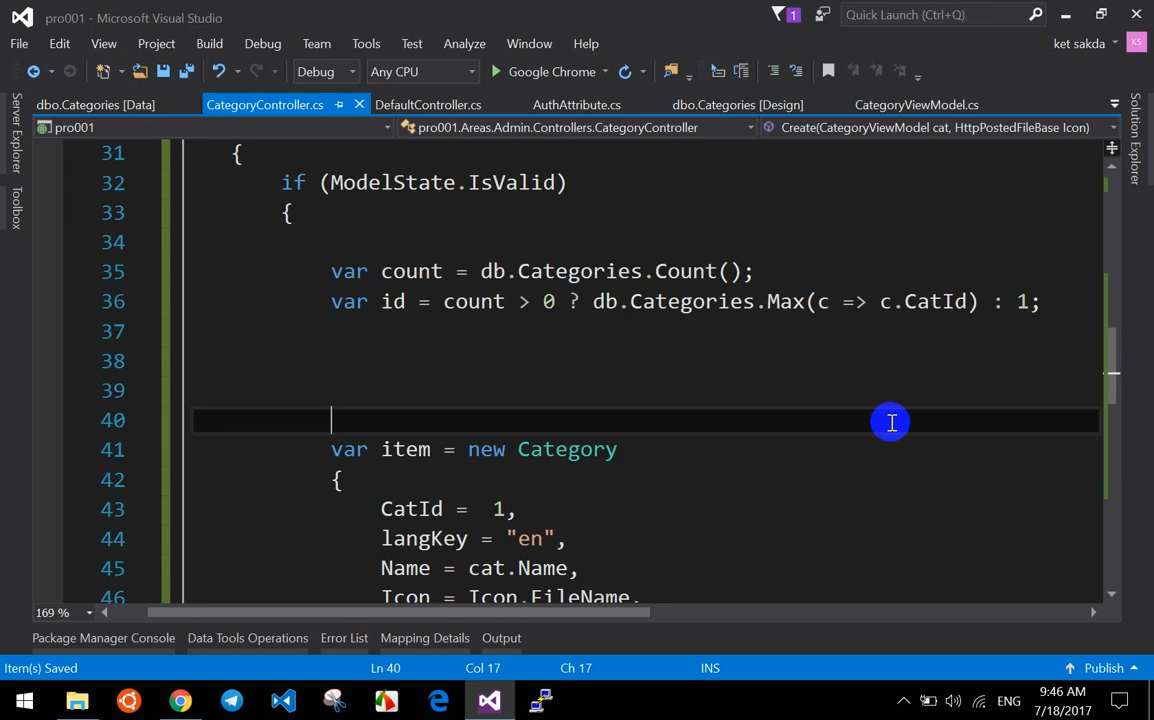 pro001 - Microsoft Visual Studio
1
Quick Launch (Ctrl+Q)
File Edit View Project Build Debug Team Tools Test Analyze Window Help
ket sakda KS
Debug Any CPU Google Chrome
Server Explorer
Toolbox
Solution Explorer
dbo.Categories [Data] CategoryController.cs DefaultController.cs AuthAttribute.cs dbo.Categories [Design] CategoryViewModel.cs
pro001 pro001.Areas.Admin.Controllers.CategoryController Create(CategoryViewModel cat, HttpPostedFileBase Icon)
31 {
32 if (ModelState.IsValid)
33 {
34
35 var count = db.Categories.Count();
36 var id = count > 0 ? db.Categories.Max(c => c.CatId) : 1;
37
38
39
40
41 var item = new Category
42 {
43 CatId = 1,
44 langKey = "en",
45 Name = cat.Name,
46 Icon = Icon.FileName,
169 %
Package Manager Console Data Tools Operations Error List Mapping Details Output
Item(s) Saved Ln 40 Col 17 Ch 17 INS Publish
ENG 9:46 AM
7/18/2017